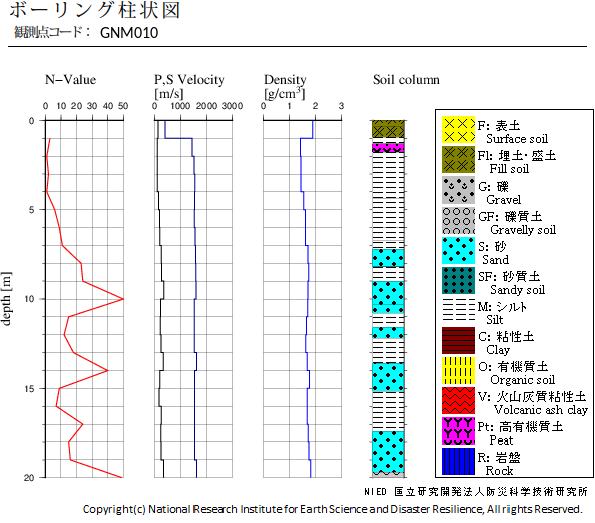 ボーリング柱状図
観測点コード： GNM010
N−Value
P,S Velocity
[m/s]
Density
[g/cm³]
Soil column
0 10 20 30 40 50
0 1000 2000 3000
0 1 2 3
0
5
10
15
20
depth [m]
F: 表土
Surface soil
Fl: 埋土・盛土
Fill soil
G: 礫
Gravel
GF: 礫質土
Gravelly soil
S: 砂
Sand
SF: 砂質土
Sandy soil
M: シルト
Silt
C: 粘性土
Clay
O: 有機質土
Organic soil
V: 火山灰質粘性土
Volcanic ash clay
Pt: 高有機質土
Peat
R: 岩盤
Rock
NIED 国立研究開発法人防災科学技術研究所
Copyright(c) National Research Institute for Earth Science and Disaster Resilience, All rights Reserved.